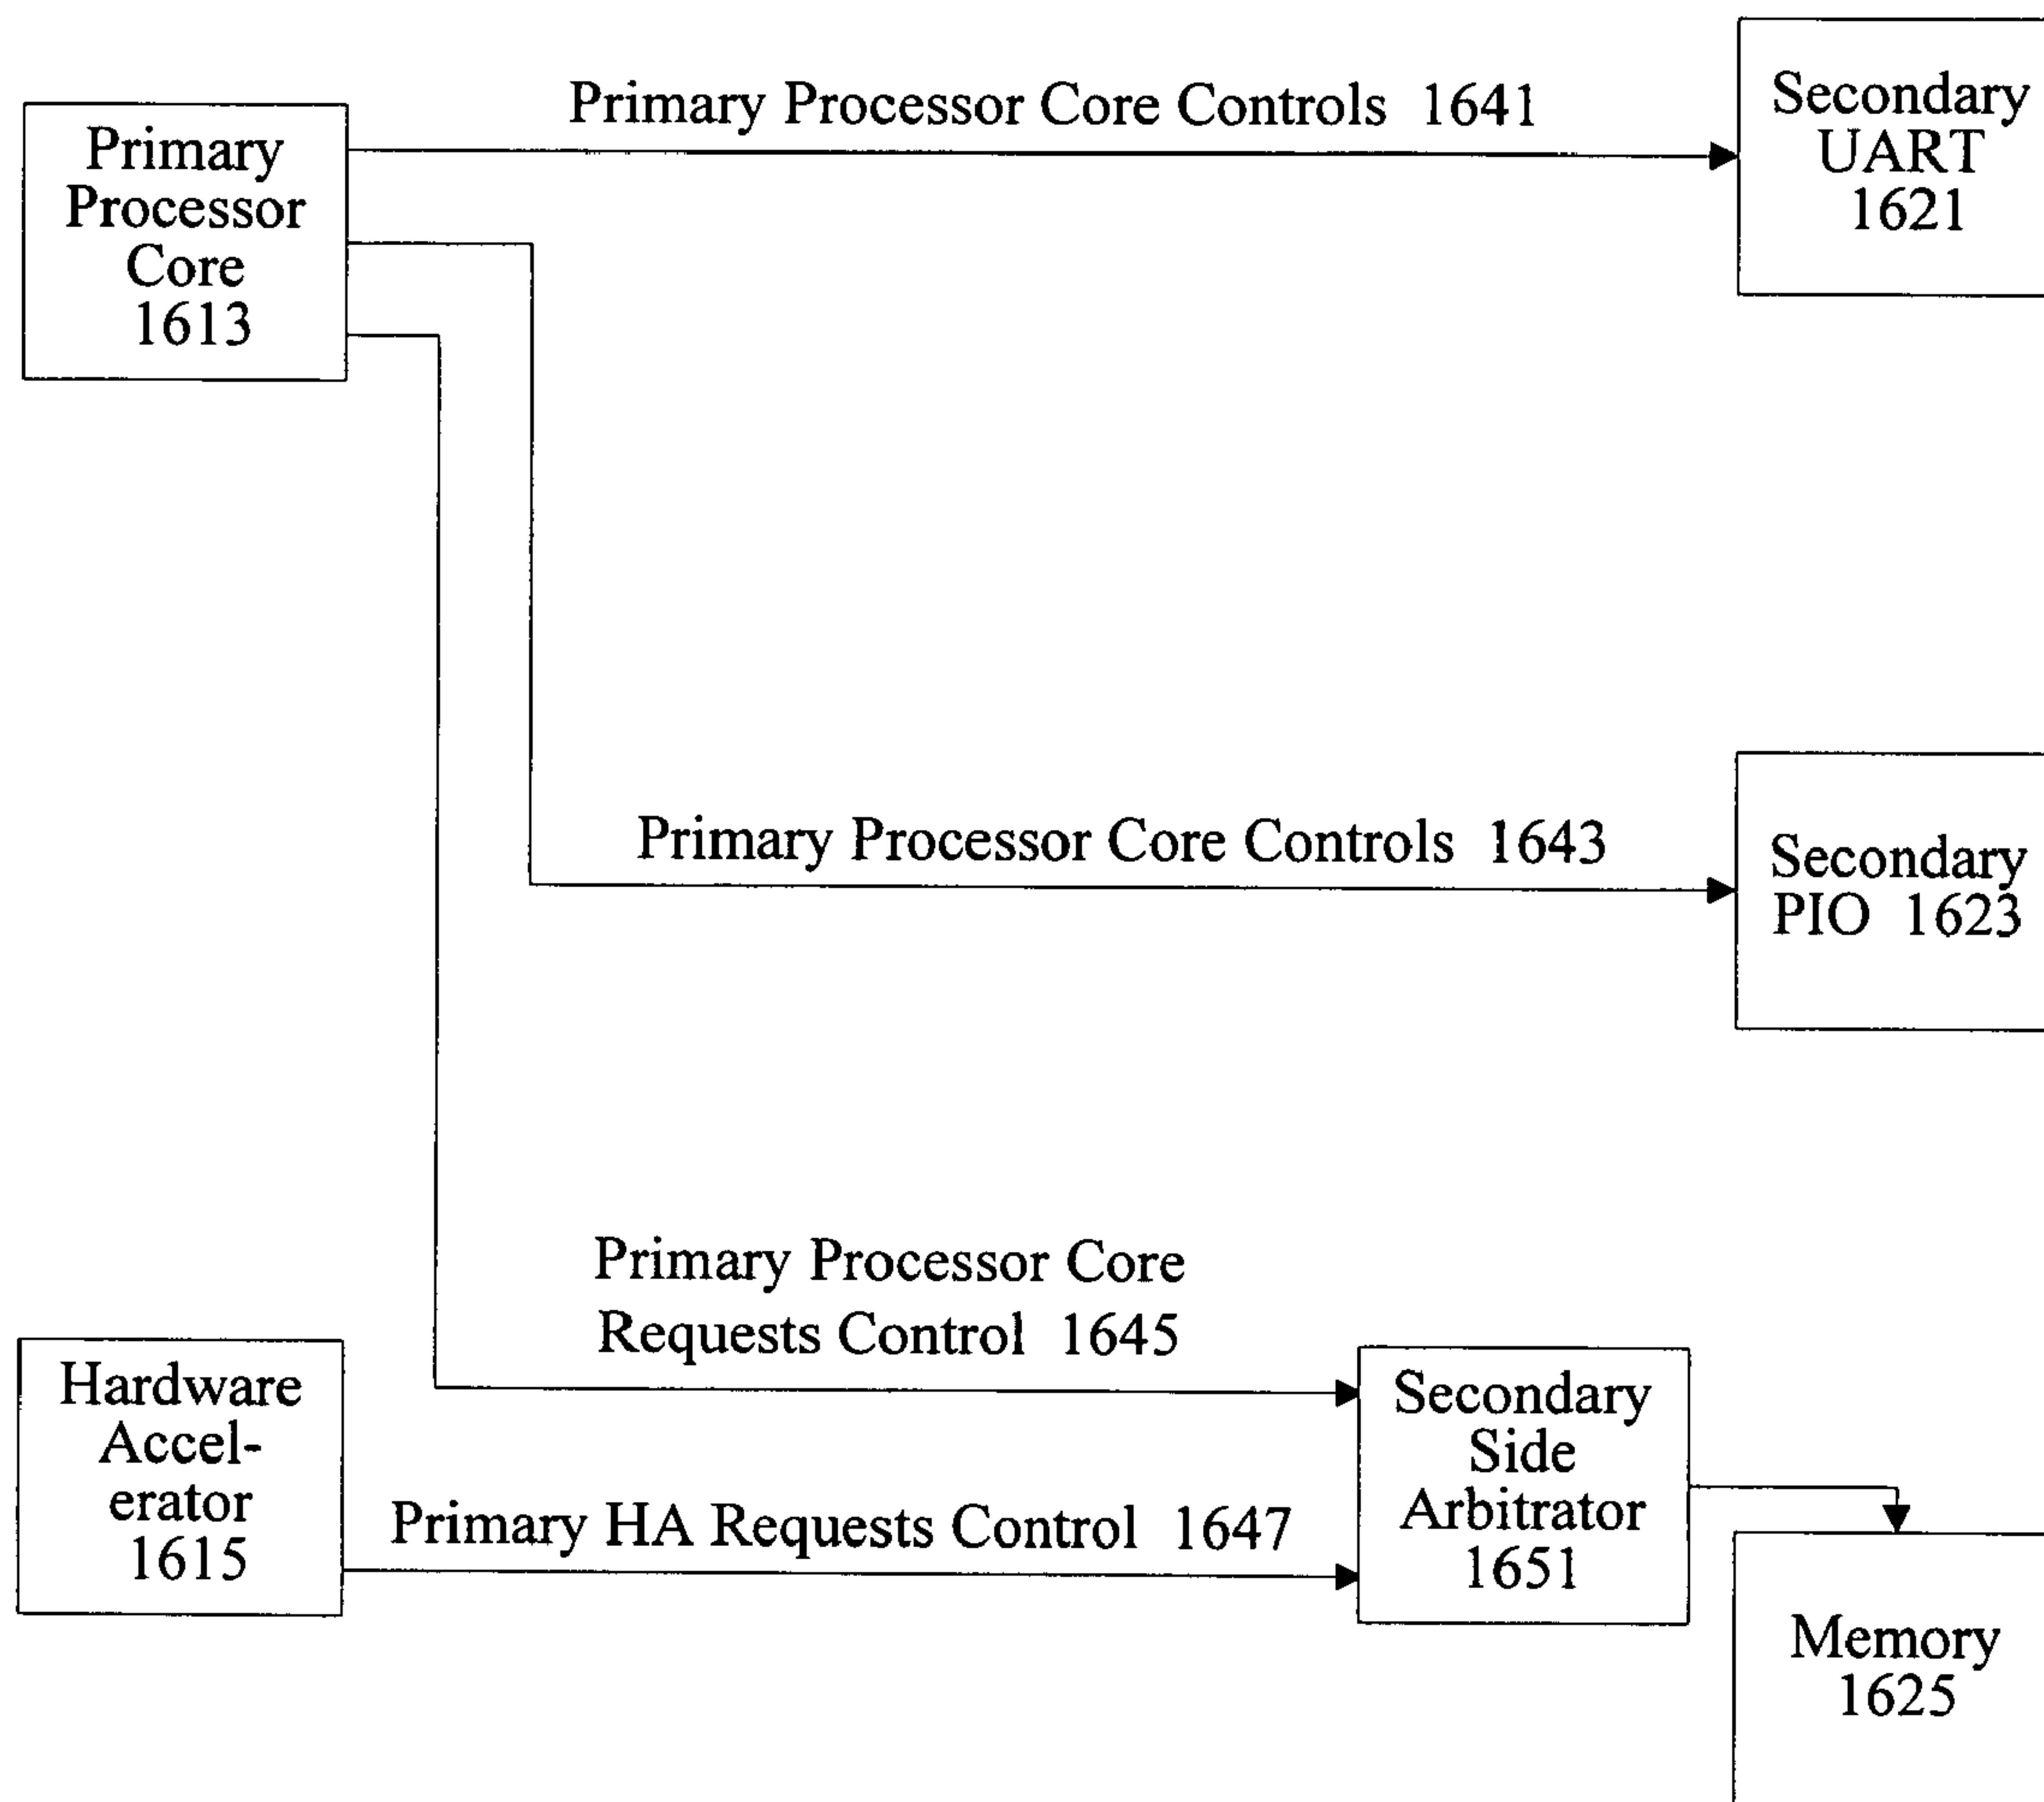 Primary Processor Core Controls 1641
Secondary
UART
1621
Primary
Processor
Core
1613
Primary Processor Core Controls 1643
Secondary
PIO 1623
Primary Processor Core
Requests Control 1645
Hardware
Accel-
erator
1615
Primary HA Requests Control 1647
Secondary
Side
Arbitrator
1651
Memory
1625